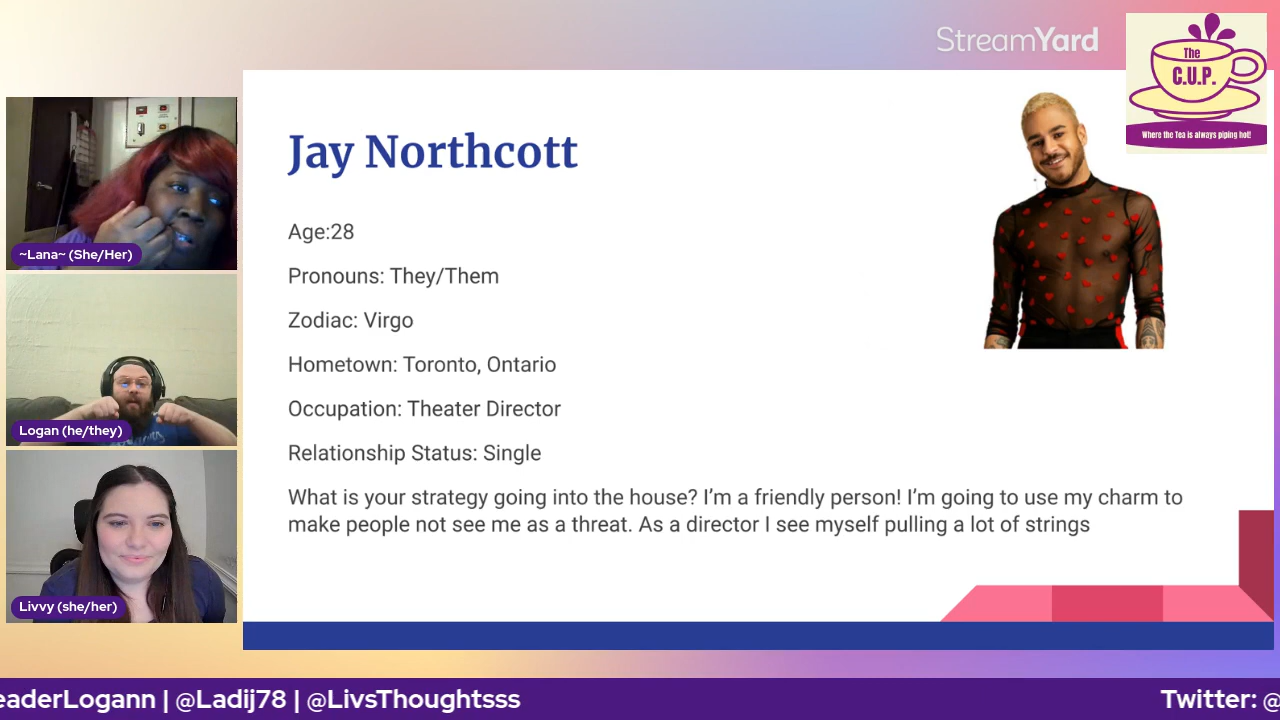 StreamYard
The
C.U.P.
Where the Tea is always piping hot!
Jay Northcott
Age:28
Pronouns: They/Them
Zodiac: Virgo
Hometown: Toronto, Ontario
Occupation: Theater Director
Relationship Status: Single
What is your strategy going into the house? I’m a friendly person! I’m going to use my charm to
make people not see me as a threat. As a director I see myself pulling a lot of strings
~Lana~ (She/Her)
Logan (he/they)
Livvy (she/her)
eaderLogann | @Ladij78 | @LivsThoughtsss
Twitter: @